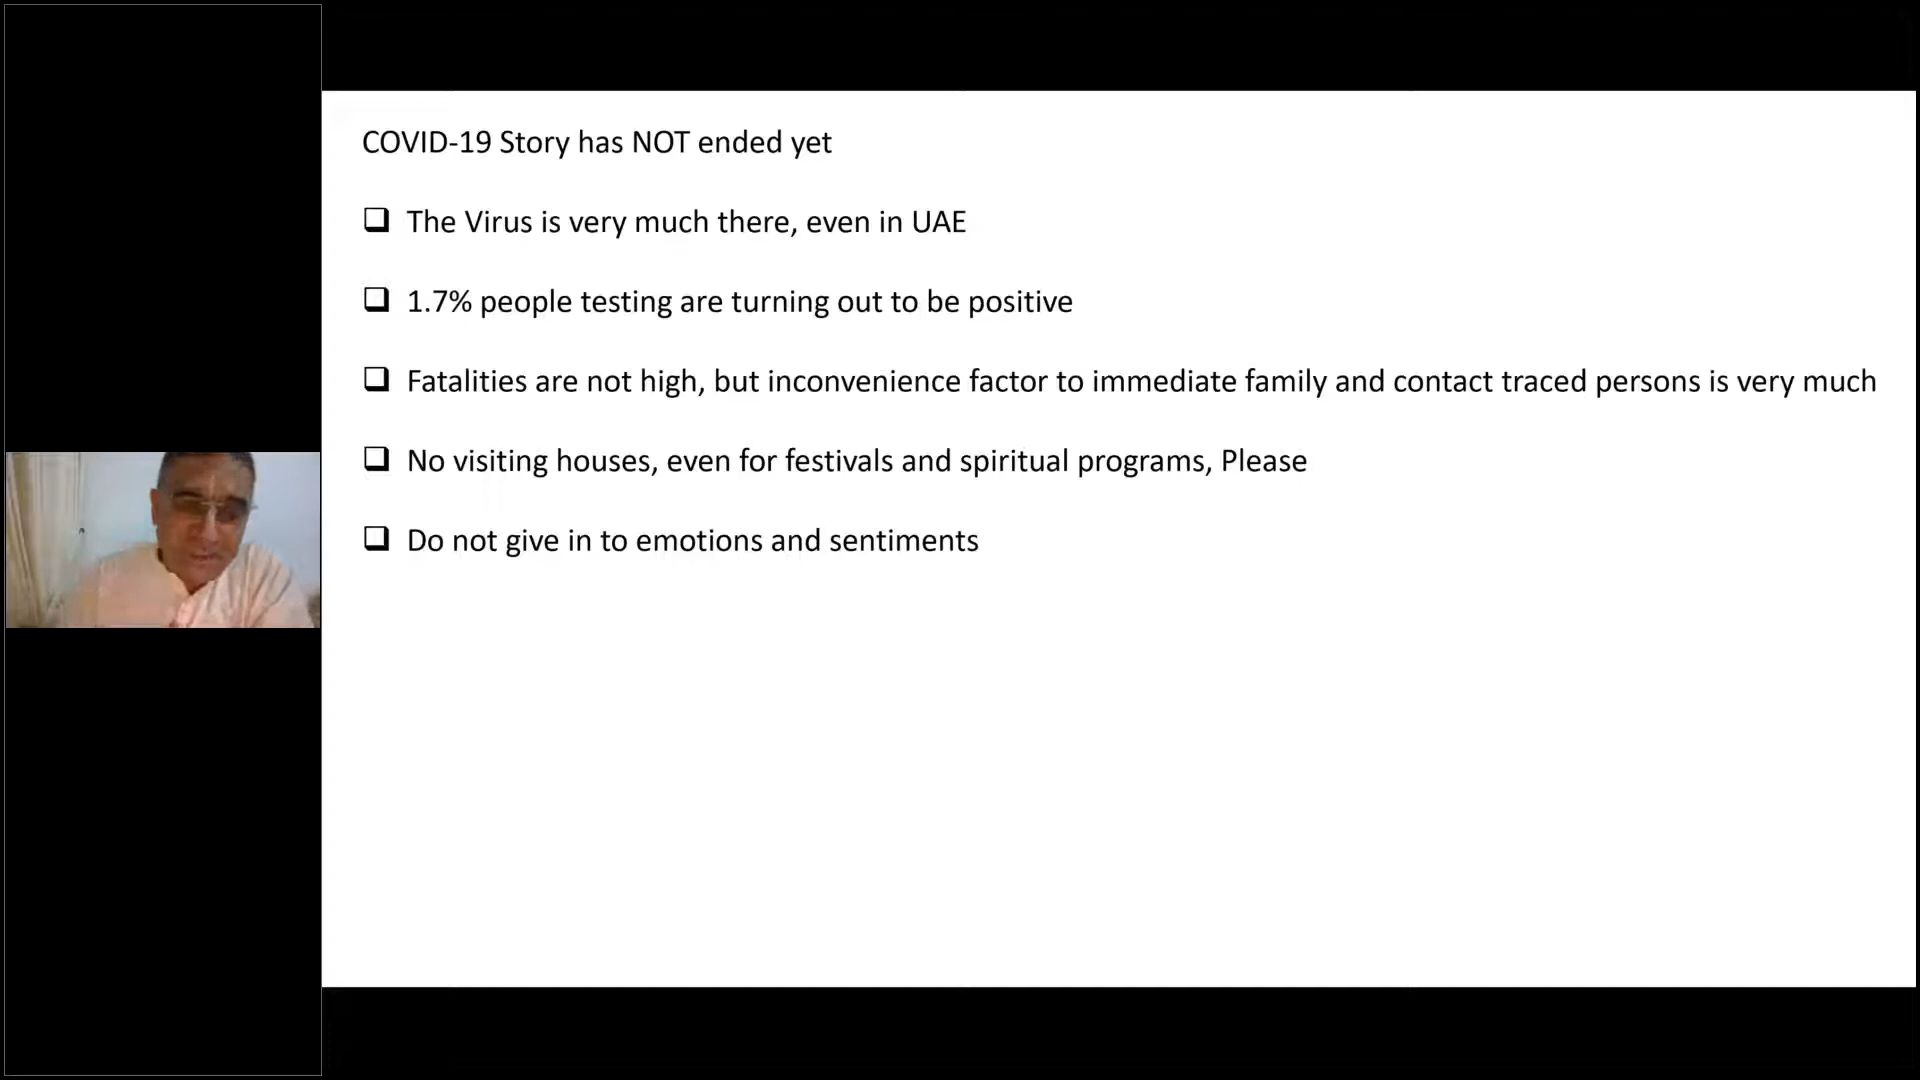 COVID-19 Story has NOT ended yet
The Virus is very much there, even in UAE
1.7% people testing are turning out to be positive
Fatalities are not high, but inconvenience factor to immediate family and contact traced persons is very much
No visiting houses, even for festivals and spiritual programs, Please
Do not give in to emotions and sentiments